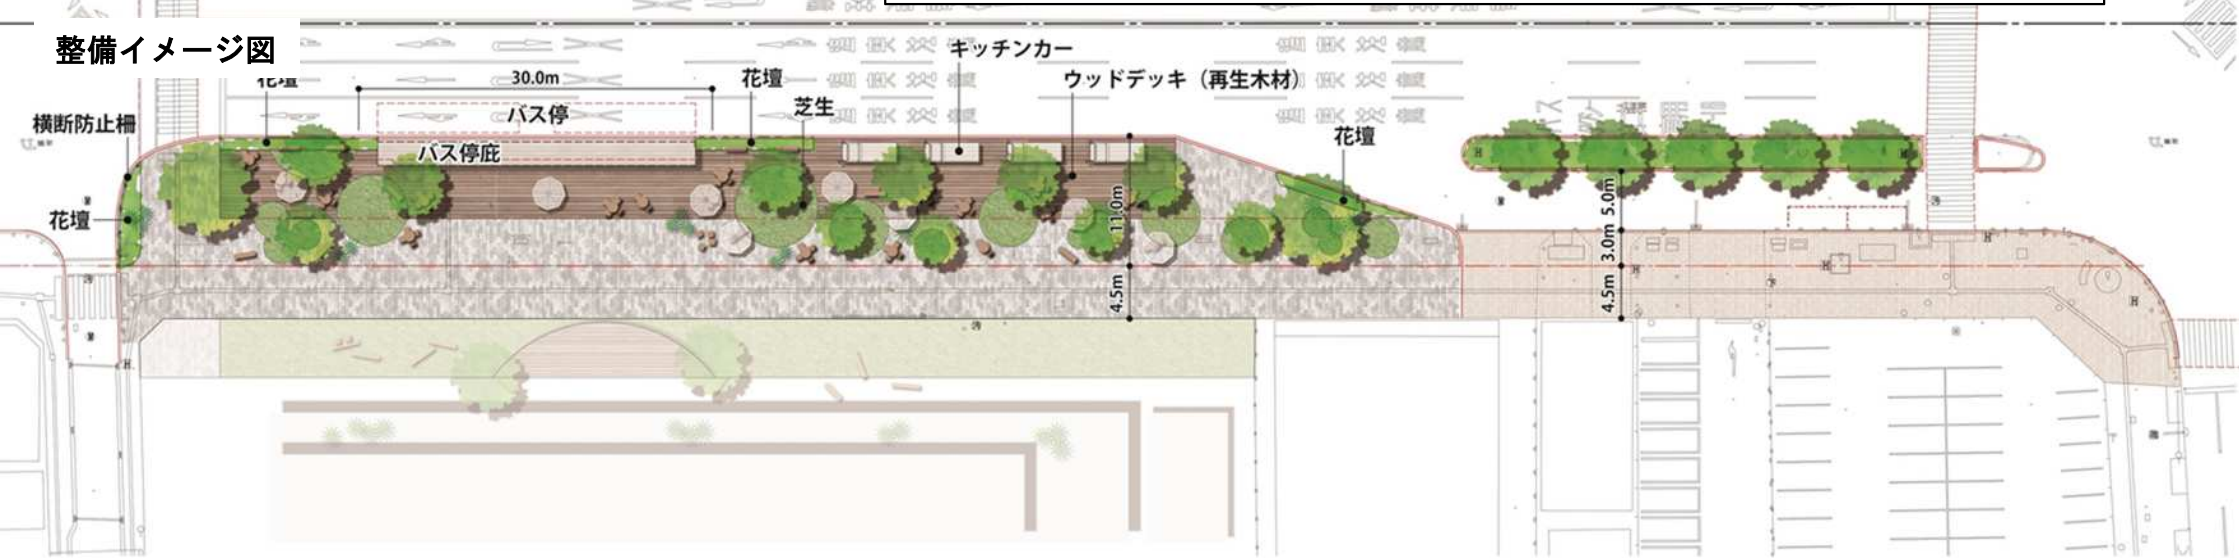 整備イメージ図
キッチンカー
花壇
30.0m
花壇
ウッドデッキ（再生木材）
芝生
バス停
横断防止柵
花壇
バス停庇
花壇
11.0m
4.5m
5.0m
3.0m
4.5m